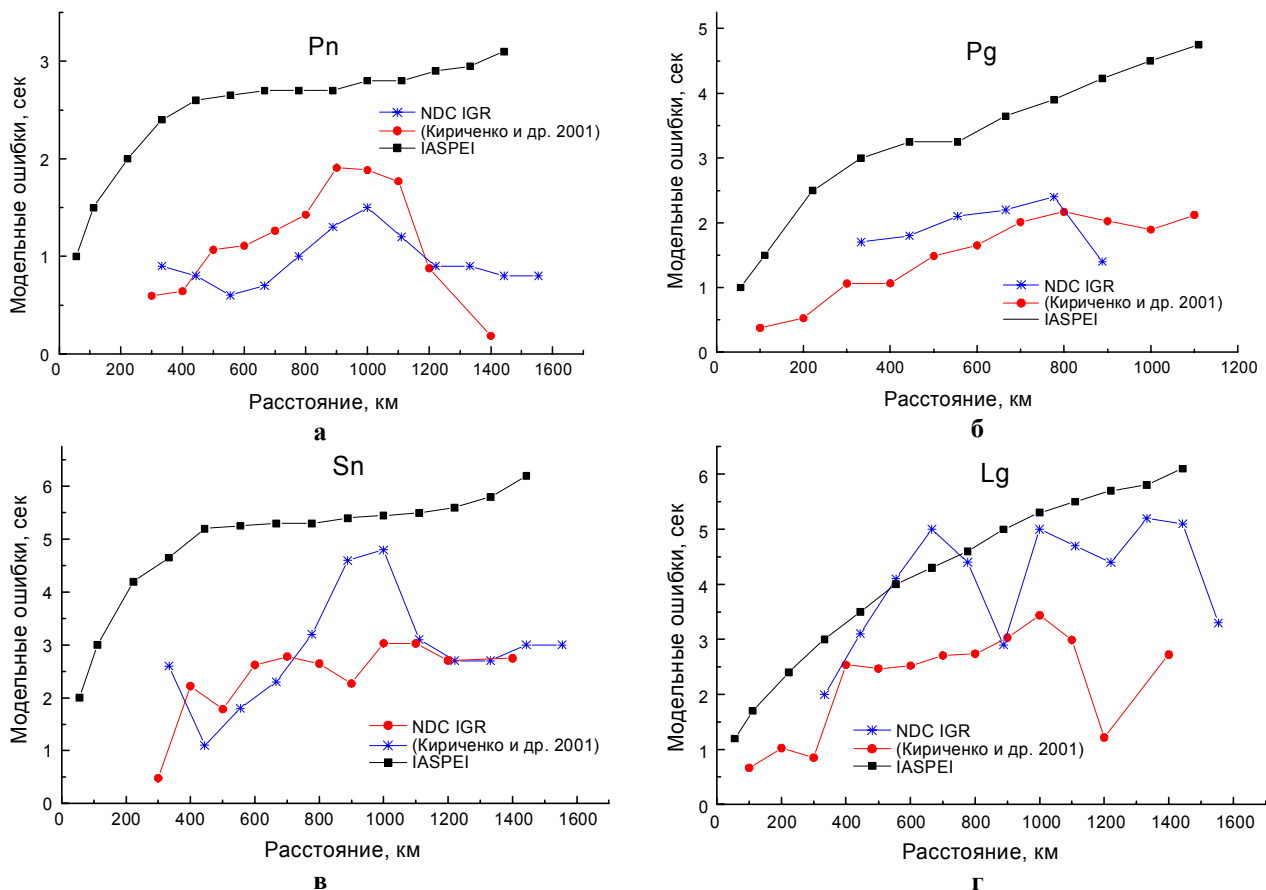 Pn
Модельные ошибки, сек
3
2
1
0
NDC IGR
(Кириченко и др. 2001)
IASPEI
0 200 400 600 800 1000 1200 1400 1600
Расстояние, км
а
Pg
Модельные ошибки, сек
5
4
3
2
1
0
NDC IGR
(Кириченко и др. 2001)
IASPEI
0 200 400 600 800 1000 1200
Расстояние, км
б
Sn
Модельные ошибки, сек
6
5
4
3
2
1
0
NDC IGR
(Кириченко и др. 2001)
IASPEI
0 200 400 600 800 1000 1200 1400 1600
Расстояние, км
в
Lg
Модельные ошибки, сек
6
5
4
3
2
1
0
NDC IGR
(Кириченко и др. 2001)
IASPEI
0 200 400 600 800 1000 1200 1400 1600
Расстояние, км
г